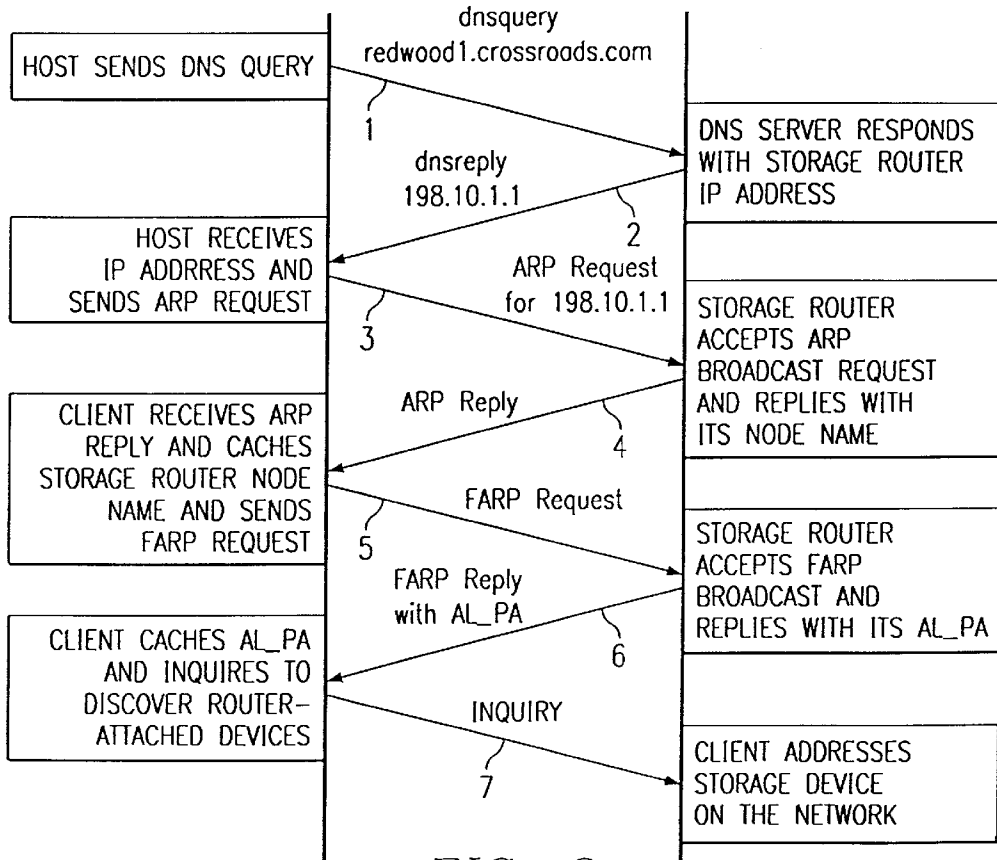 dnsquery
redwood1.crossroads.com
HOST SENDS DNS QUERY
1
DNS SERVER RESPONDS
WITH STORAGE ROUTER
IP ADDRESS
dnsreply
198.10.1.1
2
HOST RECEIVES
IP ADDRRESS AND
SENDS ARP REQUEST
ARP Request
for 198.10.1.1
3
STORAGE ROUTER
ACCEPTS ARP
BROADCAST REQUEST
AND REPLIES WITH
ITS NODE NAME
ARP Reply
4
CLIENT RECEIVES ARP
REPLY AND CACHES
STORAGE ROUTER NODE
NAME AND SENDS
FARP REQUEST
FARP Request
5
STORAGE ROUTER
ACCEPTS FARP
BROADCAST AND
REPLIES WITH ITS AL_PA
FARP Reply
with AL_PA
6
CLIENT CACHES AL_PA
AND INQUIRES TO
DISCOVER ROUTER-
ATTACHED DEVICES
INQUIRY
7
CLIENT ADDRESSES
STORAGE DEVICE
ON THE NETWORK